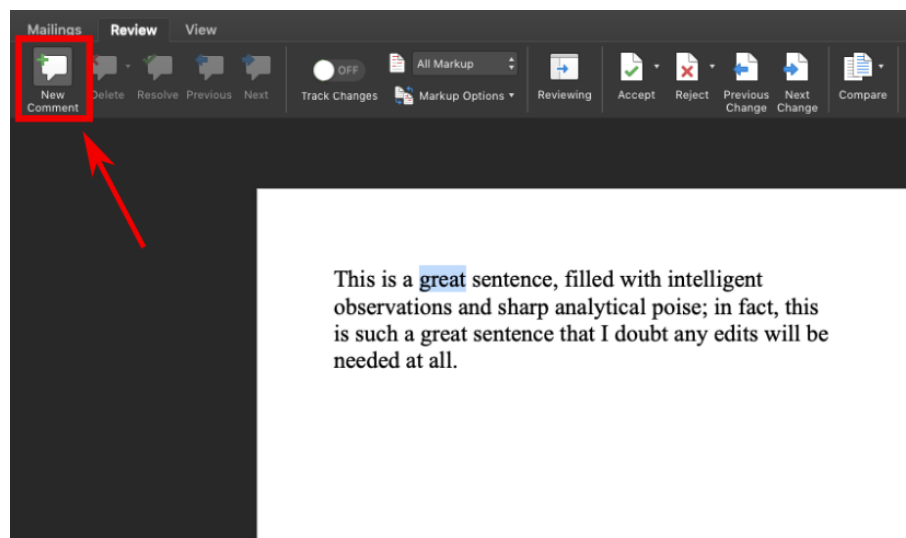 Mailings Review View
New Comment Delete Resolve Previous Next
OFF
Track Changes
All Markup
Markup Options
Reviewing
Accept Reject Previous Change Next Change
Compare
This is a great sentence, filled with intelligent
observations and sharp analytical poise; in fact, this
is such a great sentence that I doubt any edits will be
needed at all.